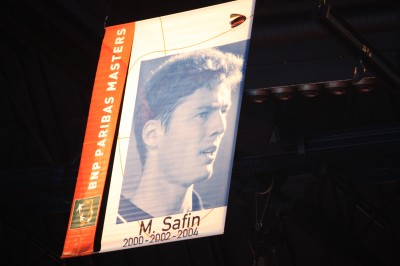 BNP PARIBAS MASTERS
M. Safin
2000-2002-2004